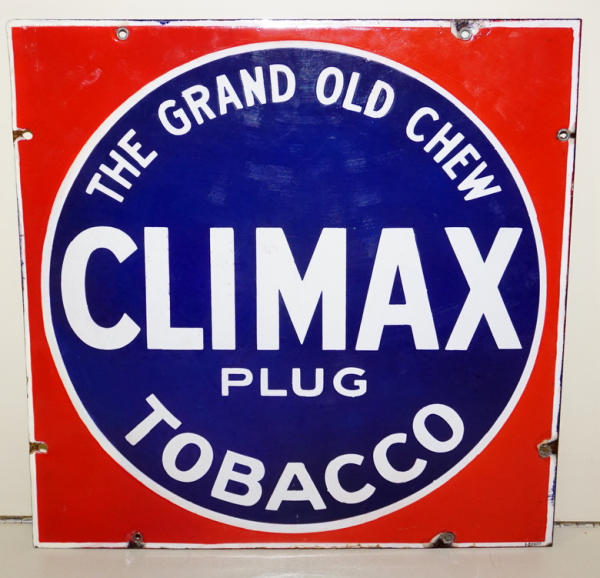 THE GRAND OLD CHEW
CLIMAX
PLUG
TOBACCO